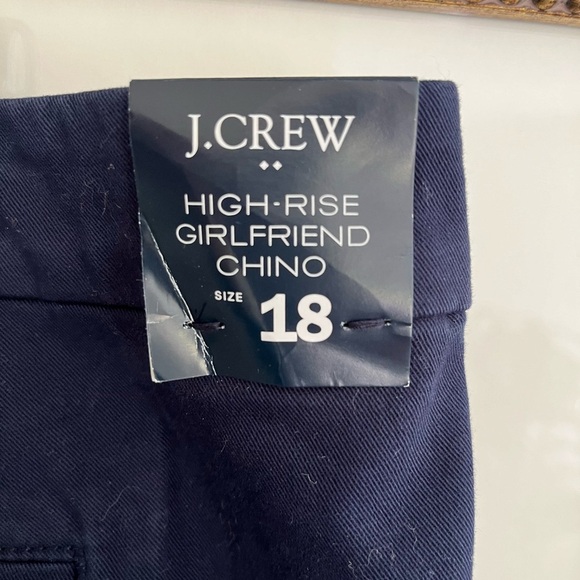 J.CREW
HIGH-RISE
GIRLFRIEND
CHINO
SIZE 18